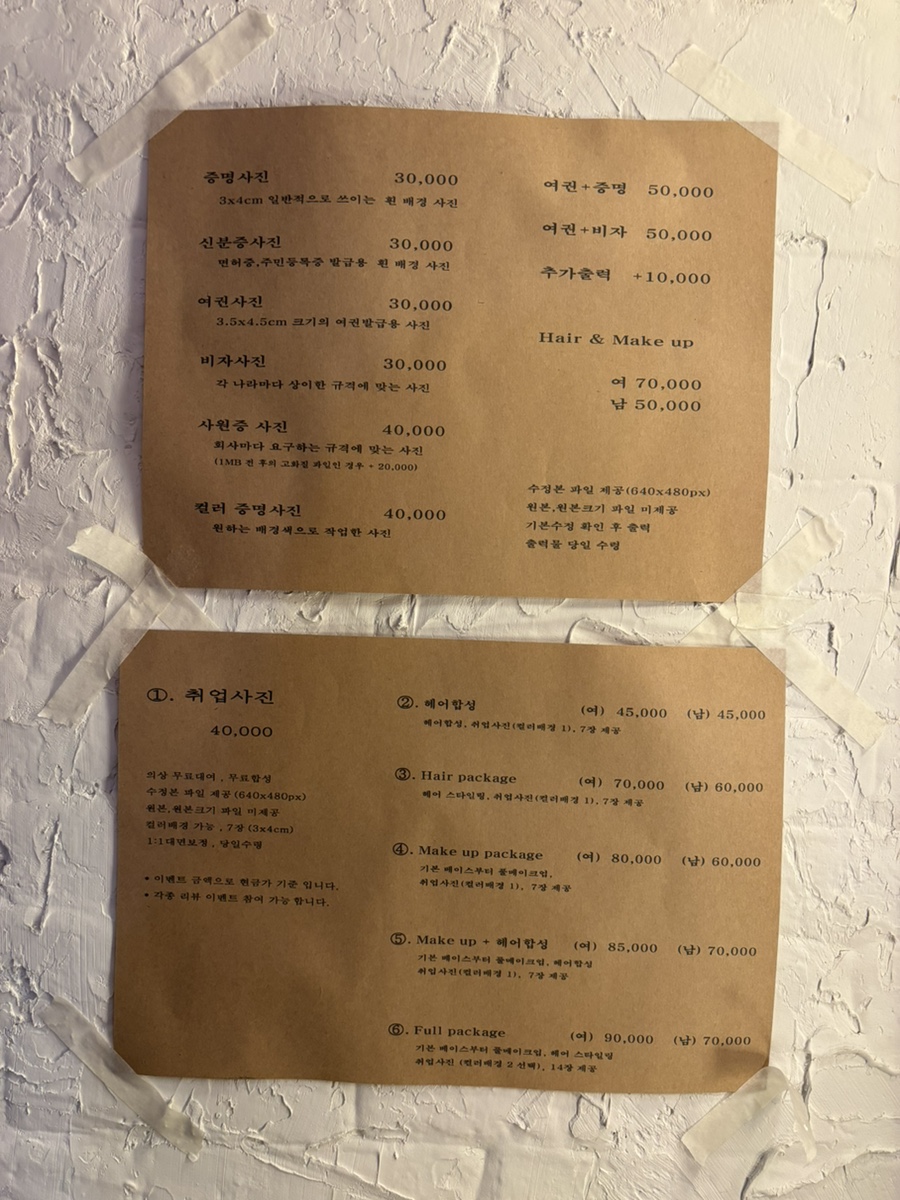 증명사진 30,000
3x4cm 일반적으로 쓰이는 흰 배경 사진
신분증사진 30,000
면허증,주민등록증 발급용 흰 배경 사진
여권사진 30,000
3.5x4.5cm 크기의 여권발급용 사진
비자사진 30,000
각 나라마다 상이한 규격에 맞는 사진
사원증 사진 40,000
회사마다 요구하는 규격에 맞는 사진
(1MB 전 후의 고화질 파일인 경우 + 20,000)
컬러 증명사진 40,000
원하는 배경색으로 작업한 사진
여권+증명 50,000
여권+비자 50,000
추가출력 +10,000
Hair & Make up
여 70,000
남 50,000
수정본 파일 제공(640x480px)
원본,원본크기 파일 미제공
기본수정 확인 후 출력
출력물 당일 수령
①. 취업사진
40,000
의상 무료대여 , 무료합성
수정본 파일 제공 (640x480px)
원본,원본크기 파일 미제공
컬러배경 가능 , 7장 (3x4cm)
1:1대면보정 , 당일수령
* 이벤트 금액으로 현금가 기준 입니다.
* 각종 리뷰 이벤트 참여 가능 합니다.
②. 헤어합성 (여) 45,000 (남) 45,000
헤어합성, 취업사진(컬러배경 1), 7장 제공
③. Hair package (여) 70,000 (남) 60,000
헤어 스타일링, 취업사진(컬러배경 1), 7장 제공
④. Make up package (여) 80,000 (남) 60,000
기본 베이스부터 풀메이크업,
취업사진(컬러배경 1), 7장 제공
⑤. Make up + 헤어합성 (여) 85,000 (남) 70,000
기본 베이스부터 풀메이크업, 헤어합성
취업사진(컬러배경 1), 7장 제공
⑥. Full package (여) 90,000 (남) 70,000
기본 베이스부터 풀메이크업, 헤어 스타일링
취업사진 (컬러배경 2 선택), 14장 제공